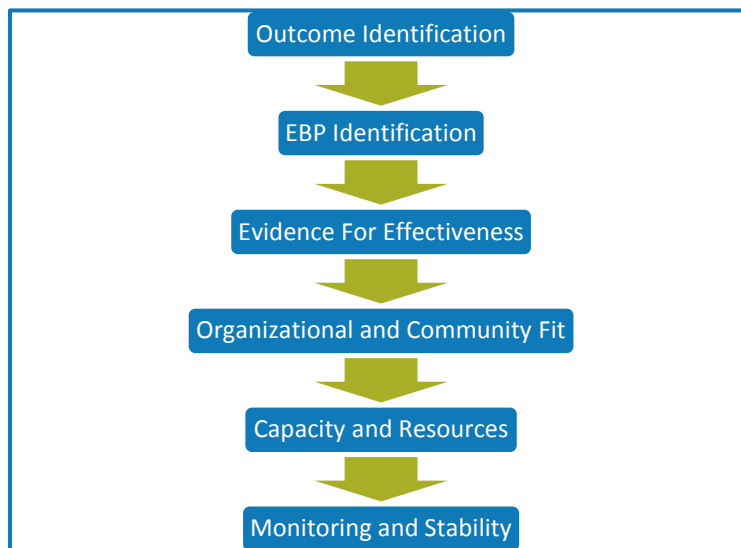 Outcome Identification
EBP Identification
Evidence For Effectiveness
Organizational and Community Fit
Capacity and Resources
Monitoring and Stability